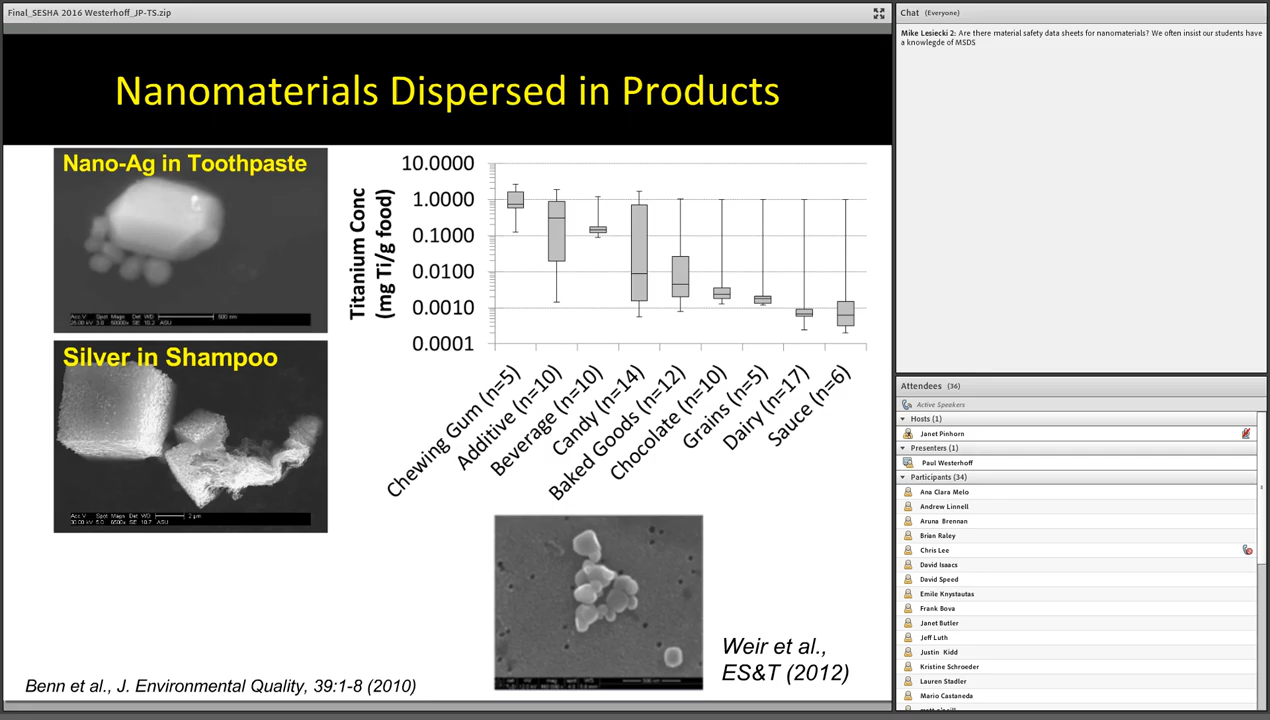 Final_SESHA 2016 Westerhoff_JP-TS.zip
Nanomaterials Dispersed in Products
Nano-Ag in Toothpaste
500 nm
Silver in Shampoo
2 µm
Titanium Conc
(mg Ti/g food)
10.0000
1.0000
0.1000
0.0100
0.0010
0.0001
Chewing Gum (n=5)
Additive (n=10)
Beverage (n=10)
Candy (n=14)
Baked Goods (n=12)
Chocolate (n=10)
Grains (n=5)
Dairy (n=17)
Sauce (n=6)
Weir et al.,
ES&T (2012)
Benn et al., J. Environmental Quality, 39:1-8 (2010)
Chat (Everyone)
Mike Lesiecki 2: Are there material safety data sheets for nanomaterials? We often insist our students have
a knowlegde of MSDS
Attendees (36)
Active Speakers
Hosts (1)
Janet Pinhorn
Presenters (1)
Paul Westerhoff
Participants (34)
Ana Clara Melo
Andrew Linnell
Aruna Brennan
Brian Raley
Chris Lee
David Isaacs
David Speed
Emile Knystautas
Frank Bova
Janet Butler
Jeff Luth
Justin Kidd
Kristine Schroeder
Lauren Stadler
Mario Castaneda